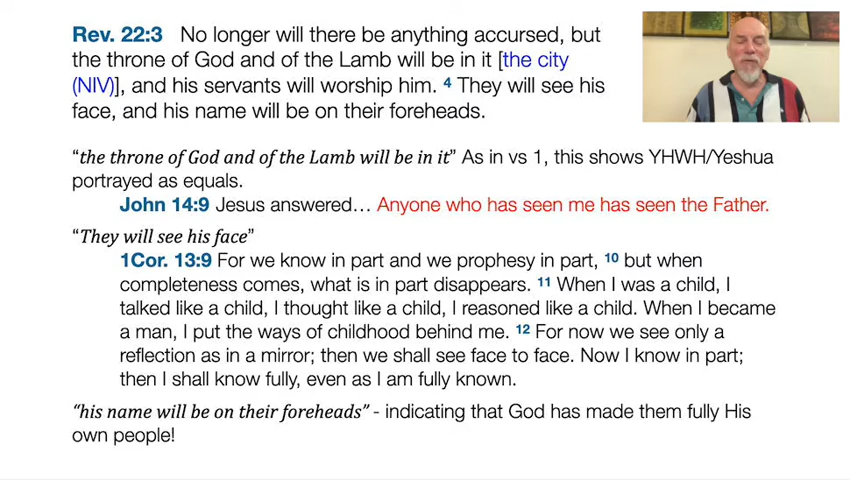 Rev. 22:3 No longer will there be anything accursed, but
the throne of God and of the Lamb will be in it [the city
(NIV)], and his servants will worship him. 4 They will see his
face, and his name will be on their foreheads.
“the throne of God and of the Lamb will be in it” As in vs 1, this shows YHWH/Yeshua
portrayed as equals.
John 14:9 Jesus answered… Anyone who has seen me has seen the Father.
“They will see his face”
1Cor. 13:9 For we know in part and we prophesy in part, 10 but when
completeness comes, what is in part disappears. 11 When I was a child, I
talked like a child, I thought like a child, I reasoned like a child. When I became
a man, I put the ways of childhood behind me. 12 For now we see only a
reflection as in a mirror; then we shall see face to face. Now I know in part;
then I shall know fully, even as I am fully known.
“his name will be on their foreheads” - indicating that God has made them fully His
own people!